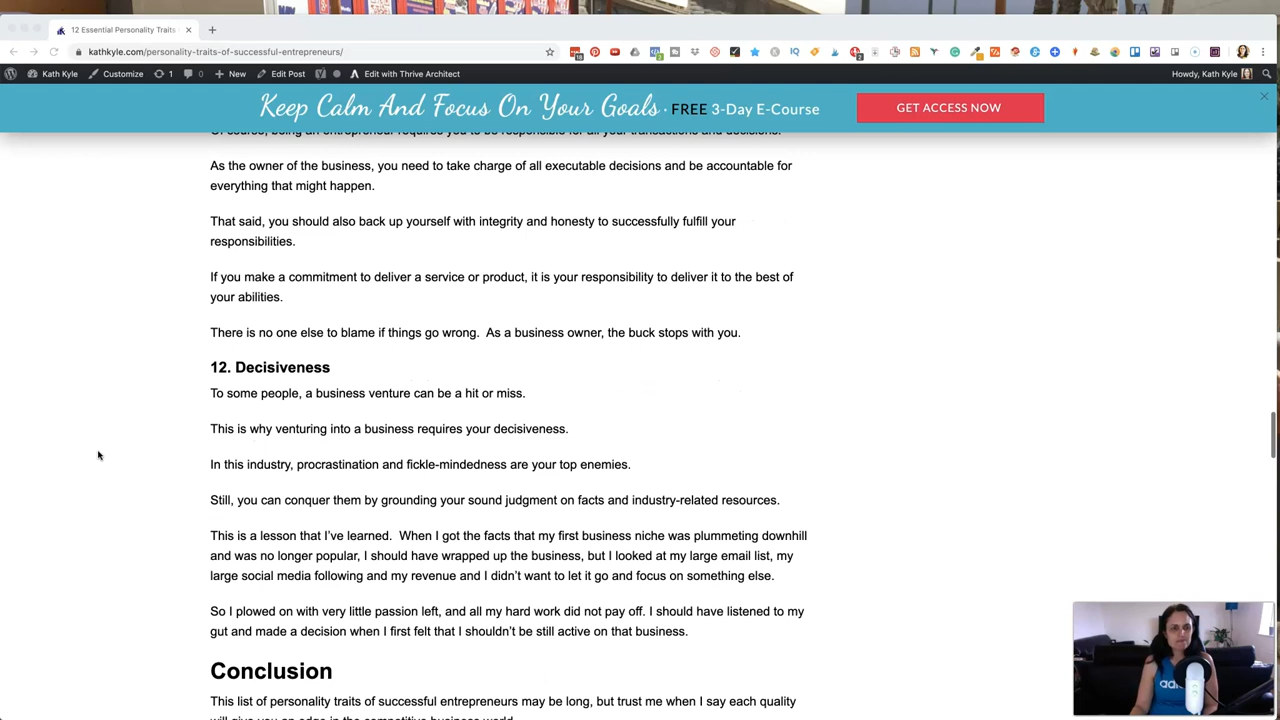 12 Essential Personality Traits
kathkyle.com/personality-traits-of-successful-entrepreneurs/
Kath Kyle
Customize
1
0
New
Edit Post
Edit with Thrive Architect
Howdy, Kath Kyle
Keep Calm And Focus On Your Goals · FREE 3-Day E-Course
GET ACCESS NOW
As the owner of the business, you need to take charge of all executable decisions and be accountable for
everything that might happen.
That said, you should also back up yourself with integrity and honesty to successfully fulfill your
responsibilities.
If you make a commitment to deliver a service or product, it is your responsibility to deliver it to the best of
your abilities.
There is no one else to blame if things go wrong.  As a business owner, the buck stops with you.
12. Decisiveness
To some people, a business venture can be a hit or miss.
This is why venturing into a business requires your decisiveness.
In this industry, procrastination and fickle-mindedness are your top enemies.
Still, you can conquer them by grounding your sound judgment on facts and industry-related resources.
This is a lesson that I’ve learned.  When I got the facts that my first business niche was plummeting downhill
and was no longer popular, I should have wrapped up the business, but I looked at my large email list, my
large social media following and my revenue and I didn’t want to let it go and focus on something else.
So I plowed on with very little passion left, and all my hard work did not pay off. I should have listened to my
gut and made a decision when I first felt that I shouldn’t be still active on that business.
Conclusion
This list of personality traits of successful entrepreneurs may be long, but trust me when I say each quality
will give you an edge in the competitive business world.